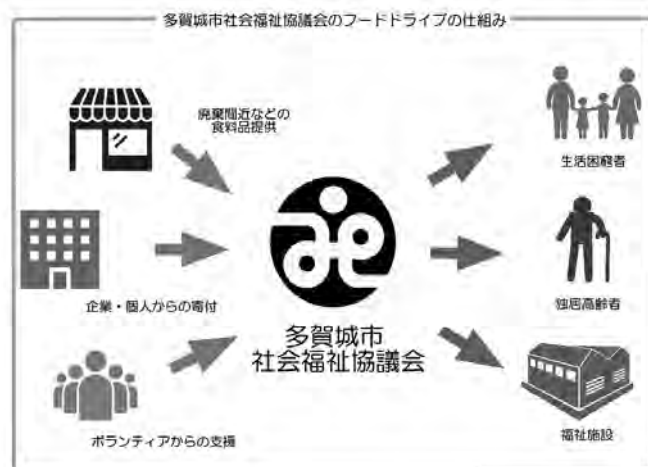 多賀城市社会福祉協議会のフードドライブの仕組み
廃棄間近などの
食料品提供
生活困窮者
企業・個人からの寄付
多賀城市
社会福祉協議会
独居高齢者
ボランティアからの支援
福祉施設